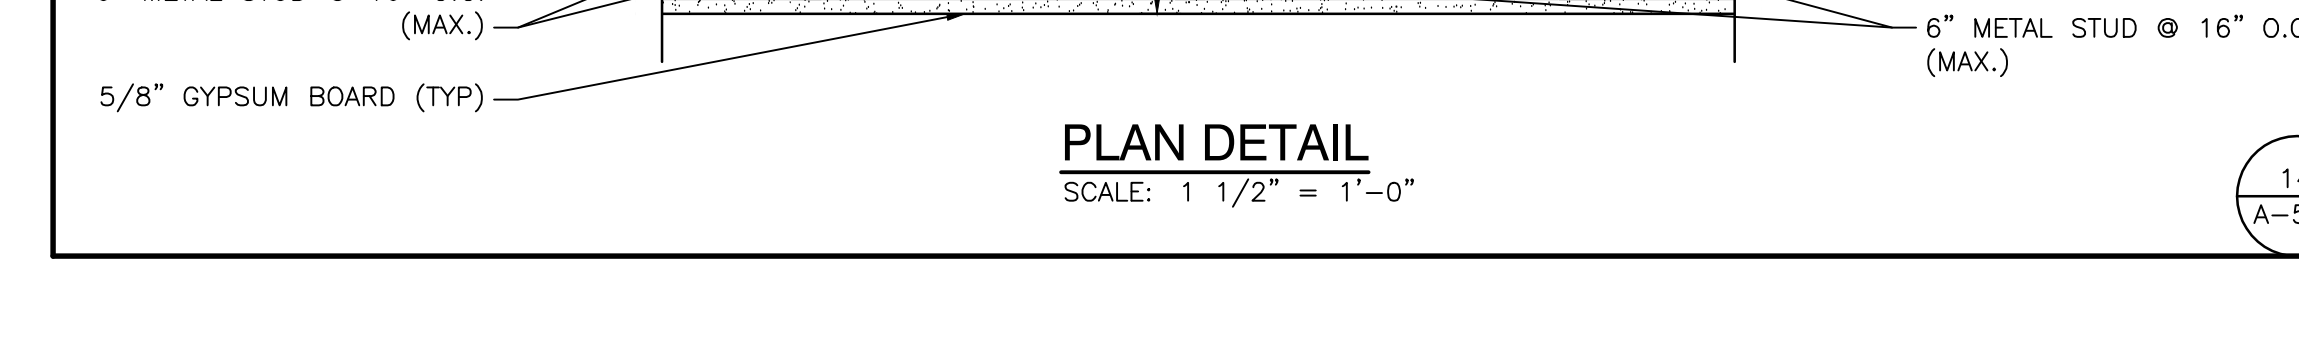 (MAX.)
6” METAL STUD @ 16”
(MAX.)
5/8” GYPSUM BOARD (TYP)
PLAN DETAIL
SCALE: 1 1/2” = 1’-0”